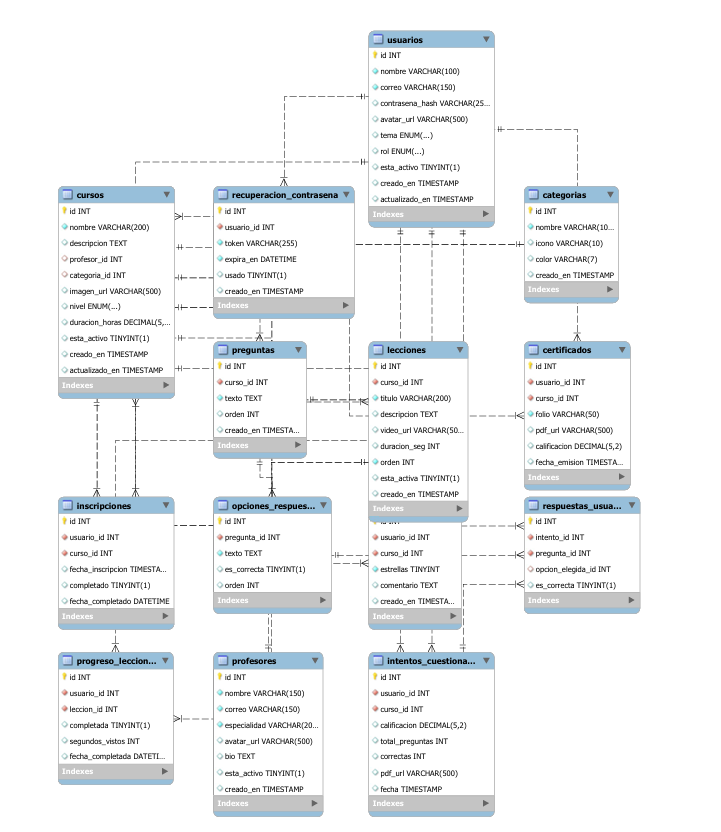 usuarios
id INT
nombre VARCHAR(100)
correo VARCHAR(150)
contrasena_hash VARCHAR(25...
avatar_url VARCHAR(500)
tema ENUM(...)
rol ENUM(...)
esta_activo TINYINT(1)
creado_en TIMESTAMP
actualizado_en TIMESTAMP
Indexes
cursos
id INT
nombre VARCHAR(200)
descripcion TEXT
profesor_id INT
categoria_id INT
imagen_url VARCHAR(500)
nivel ENUM(...)
duracion_horas DECIMAL(5,...
esta_activo TINYINT(1)
creado_en TIMESTAMP
actualizado_en TIMESTAMP
Indexes
recuperacion_contrasena
id INT
usuario_id INT
token VARCHAR(255)
expira_en DATETIME
usado TINYINT(1)
creado_en TIMESTAMP
Indexes
categorias
id INT
nombre VARCHAR(10...
icono VARCHAR(10)
color VARCHAR(7)
creado_en TIMESTAMP
Indexes
preguntas
id INT
curso_id INT
texto TEXT
orden INT
creado_en TIMESTA...
Indexes
lecciones
id INT
curso_id INT
titulo VARCHAR(200)
descripcion TEXT
video_url VARCHAR(50...
duracion_seg INT
orden INT
esta_activa TINYINT(1)
creado_en TIMESTAMP
Indexes
certificados
id INT
usuario_id INT
curso_id INT
folio VARCHAR(50)
pdf_url VARCHAR(500)
calificacion DECIMAL(5,2)
fecha_emision TIMESTA...
Indexes
inscripciones
id INT
usuario_id INT
curso_id INT
fecha_inscripcion TIMESTA...
completado TINYINT(1)
fecha_completado DATETIME
Indexes
opciones_respues...
id INT
pregunta_id INT
texto TEXT
es_correcta TINYINT(1)
orden INT
Indexes
id INT
usuario_id INT
curso_id INT
estrellas TINYINT
comentario TEXT
creado_en TIMESTA...
Indexes
respuestas_usua...
id INT
intento_id INT
pregunta_id INT
opcion_elegida_id INT
es_correcta TINYINT(1)
Indexes
progreso_leccion...
id INT
usuario_id INT
leccion_id INT
completada TINYINT(1)
segundos_vistos INT
fecha_completada DATETI...
Indexes
profesores
id INT
nombre VARCHAR(150)
correo VARCHAR(150)
especialidad VARCHAR(20...
avatar_url VARCHAR(500)
bio TEXT
esta_activo TINYINT(1)
creado_en TIMESTAMP
Indexes
intentos_cuestiona...
id INT
usuario_id INT
curso_id INT
calificacion DECIMAL(5,2)
total_preguntas INT
correctas INT
pdf_url VARCHAR(500)
fecha TIMESTAMP
Indexes